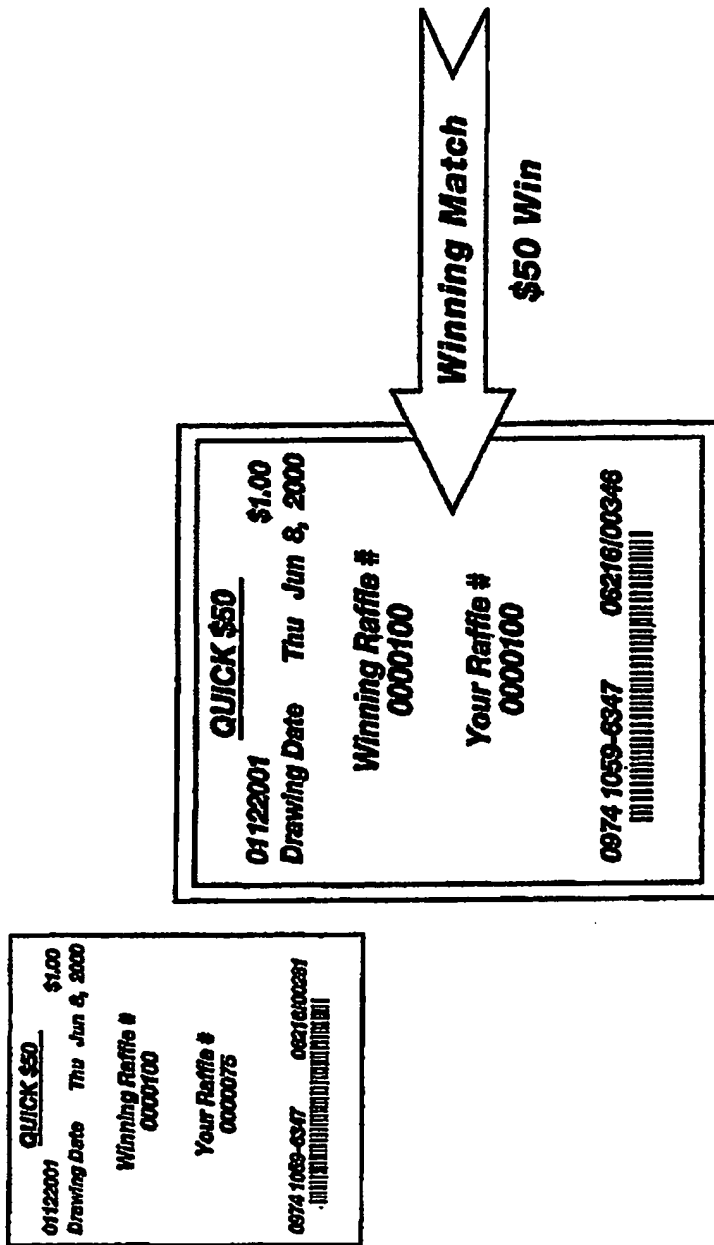 QUICK $50
01122001 $1.00
Drawing Date Thu Jun 8, 2000
Winning Raffle #
0000100
Your Raffle #
0000075
0974 1059-6347 06216/00281
QUICK $50
01122001 $1.00
Drawing Date Thu Jun 8, 2000
Winning Raffle #
0000100
Your Raffle #
0000100
0974 1059-6347 06216/00346
Winning Match
$50 Win